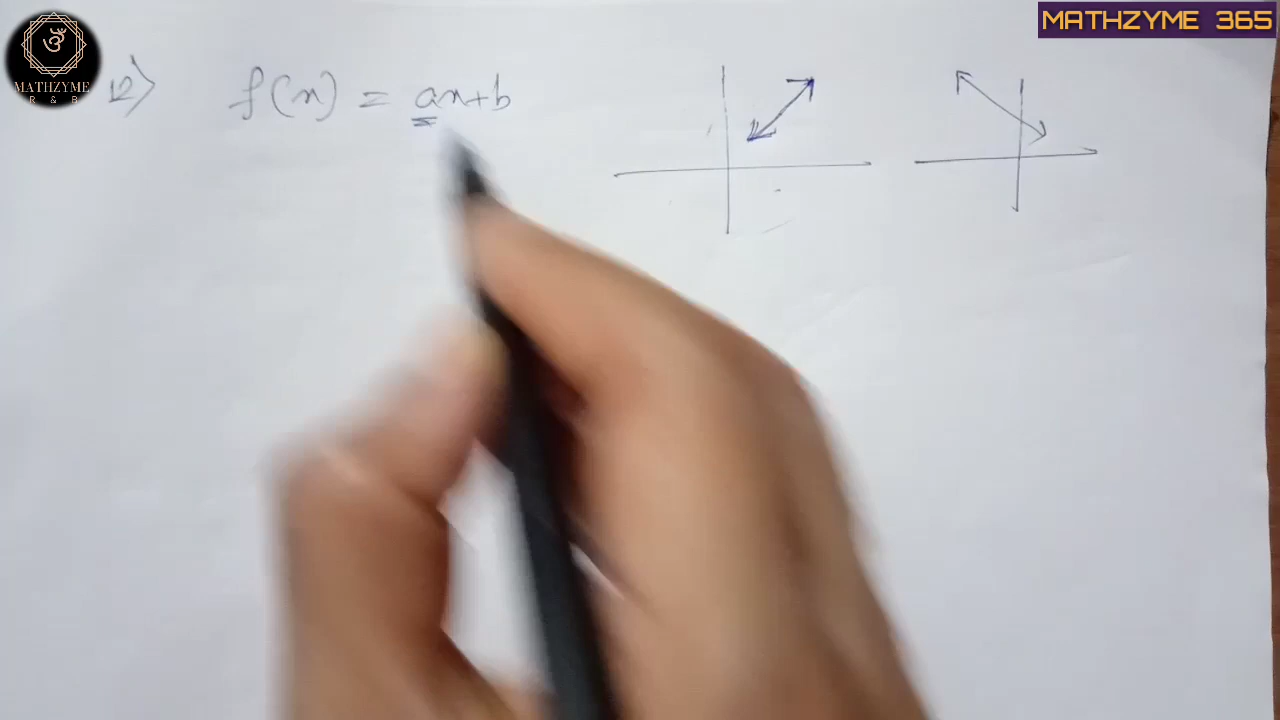 MATHZYME 365
ॐ
MATHZYME
R & B
12) f(x) = ax+b